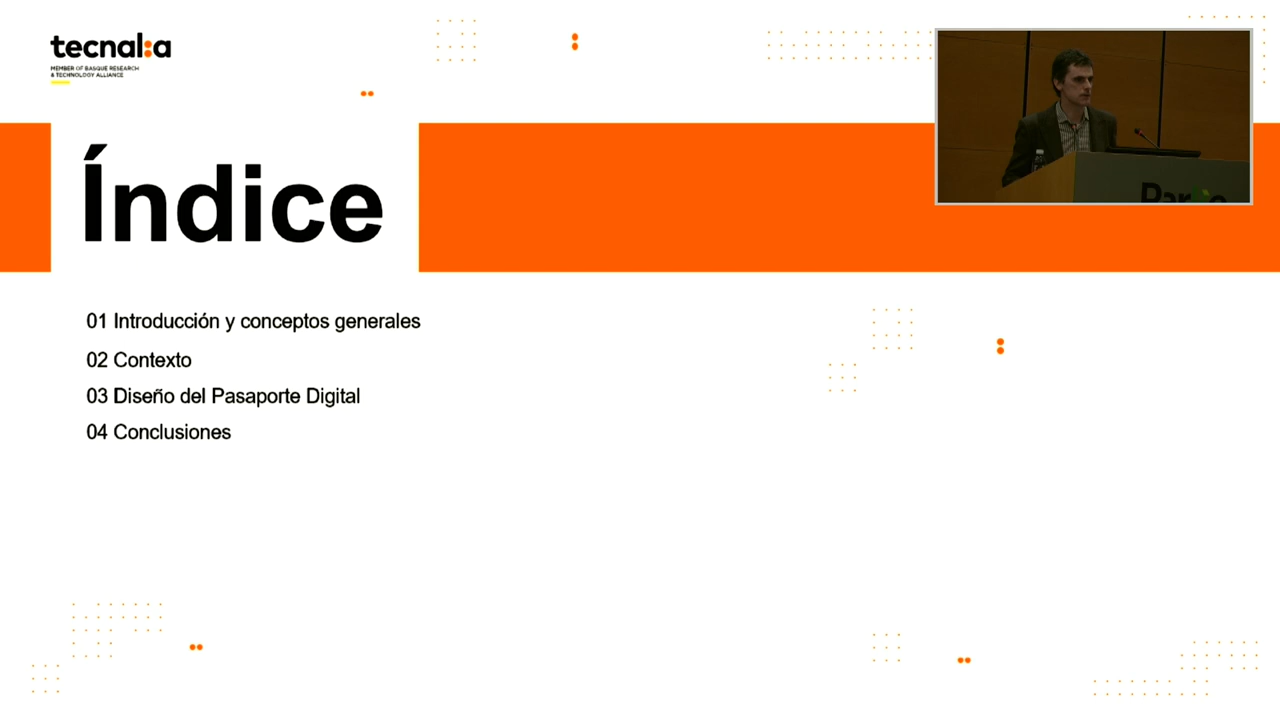 tecnal:a
MEMBER OF BASQUE RESEARCH
& TECHNOLOGY ALLIANCE
Índice
01 Introducción y conceptos generales
02 Contexto
03 Diseño del Pasaporte Digital
04 Conclusiones